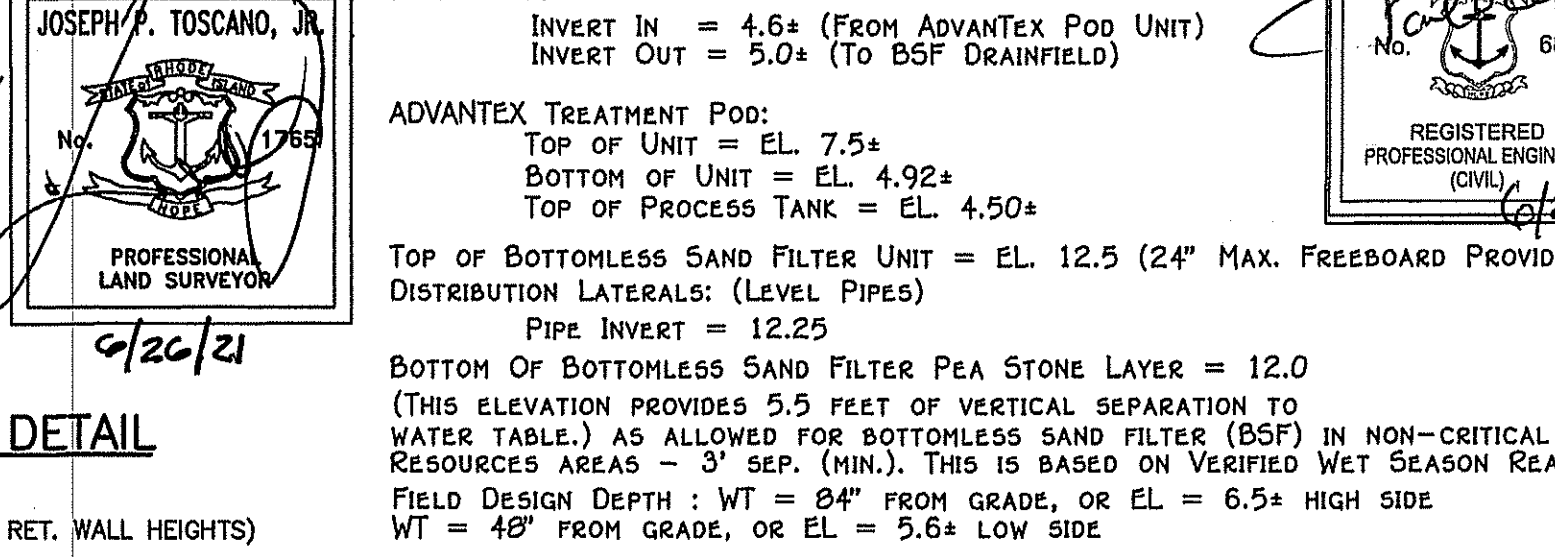 JOSEPH P. TOSCANO, JR.
RHODE
STATE of ISLAND
No. 1765
HOPE
PROFESSIONAL
LAND SURVEYOR
6/26/21
DETAIL
RET. WALL HEIGHTS)
INVERT IN = 4.6± (FROM ADVANTEX POD UNIT)
INVERT OUT = 5.0± (TO BSF DRAINFIELD)
ADVANTEX TREATMENT POD:
TOP OF UNIT = EL. 7.5±
BOTTOM OF UNIT = EL. 4.92±
TOP OF PROCESS TANK = EL. 4.50±
TOP OF BOTTOMLESS SAND FILTER UNIT = EL. 12.5 (24" MAX. FREEBOARD PROVID
DISTRIBUTION LATERALS: (LEVEL PIPES)
PIPE INVERT = 12.25
BOTTOM OF BOTTOMLESS SAND FILTER PEA STONE LAYER = 12.0
(THIS ELEVATION PROVIDES 5.5 FEET OF VERTICAL SEPARATION TO
WATER TABLE.) AS ALLOWED FOR BOTTOMLESS SAND FILTER (BSF) IN NON-CRITICAL
RESOURCES AREAS - 3' SEP. (MIN.). THIS IS BASED ON VERIFIED WET SEASON REA
FIELD DESIGN DEPTH : WT = 84" FROM GRADE, OR EL = 6.5± HIGH SIDE
WT = 48" FROM GRADE, OR EL = 5.6± LOW SIDE
No. 6
REGISTERED
PROFESSIONAL ENGIN
(CIVIL)